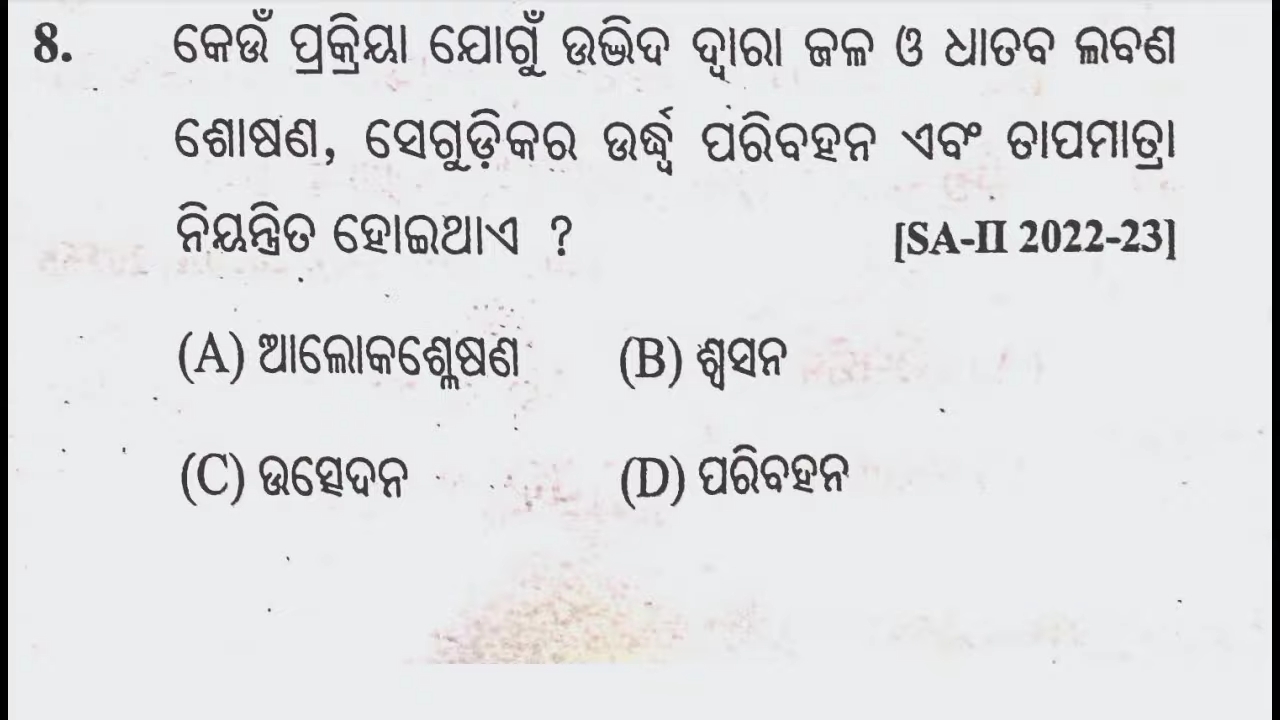 8. କେଉଁ ପ୍ରକ୍ରିୟା ଯୋଗୁଁ ଉଦ୍ଭିଦ ଦ୍ୱାରା ଜଳ ଓ ଧାତବ ଲବଣ
ଶୋଷଣ, ସେଗୁଡ଼ିକର ଉର୍ଦ୍ଧ୍ୱ ପରିବହନ ଏବଂ ତାପମାତ୍ରା
ନିୟନ୍ତ୍ରିତ ହୋଇଥାଏ ? [SA-II 2022-23]
(A) ଆଲୋକଶ୍ଳେଷଣ (B) ଶ୍ୱସନ
(C) ଉତ୍ସେଦନ (D) ପରିବହନ